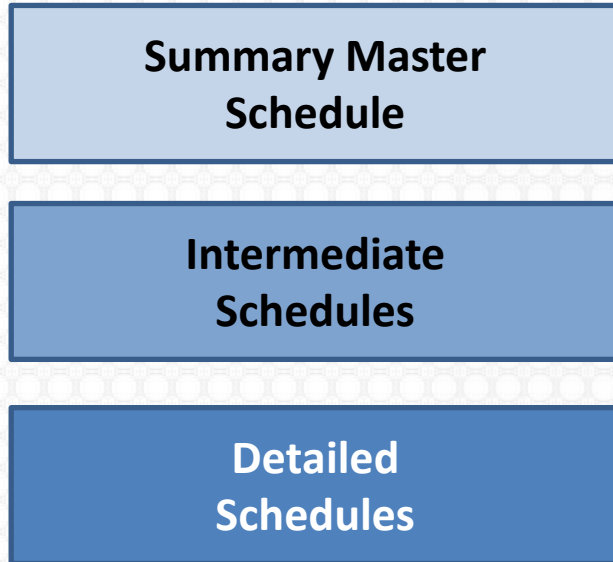 Summary Master
Schedule
Intermediate
Schedules
Detailed
Schedules